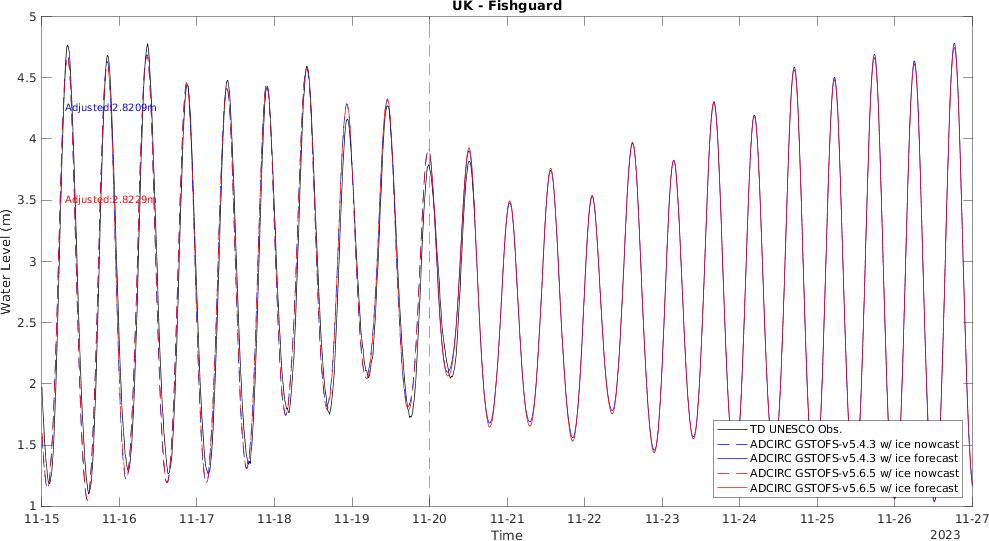 UK - Fishguard
5
4.5
4
3.5
3
2.5
2
1.5
1
Water Level (m)
Adjusted:2.8209m
Adjusted:2.8229m
TD UNESCO Obs.
ADCIRC GSTOFS-v5.4.3 w/ ice nowcast
ADCIRC GSTOFS-v5.4.3 w/ ice forecast
ADCIRC GSTOFS-v5.6.5 w/ ice nowcast
ADCIRC GSTOFS-v5.6.5 w/ ice forecast
11-15 11-16 11-17 11-18 11-19 11-20 11-21 11-22 11-23 11-24 11-25 11-26 11-27
Time
2023